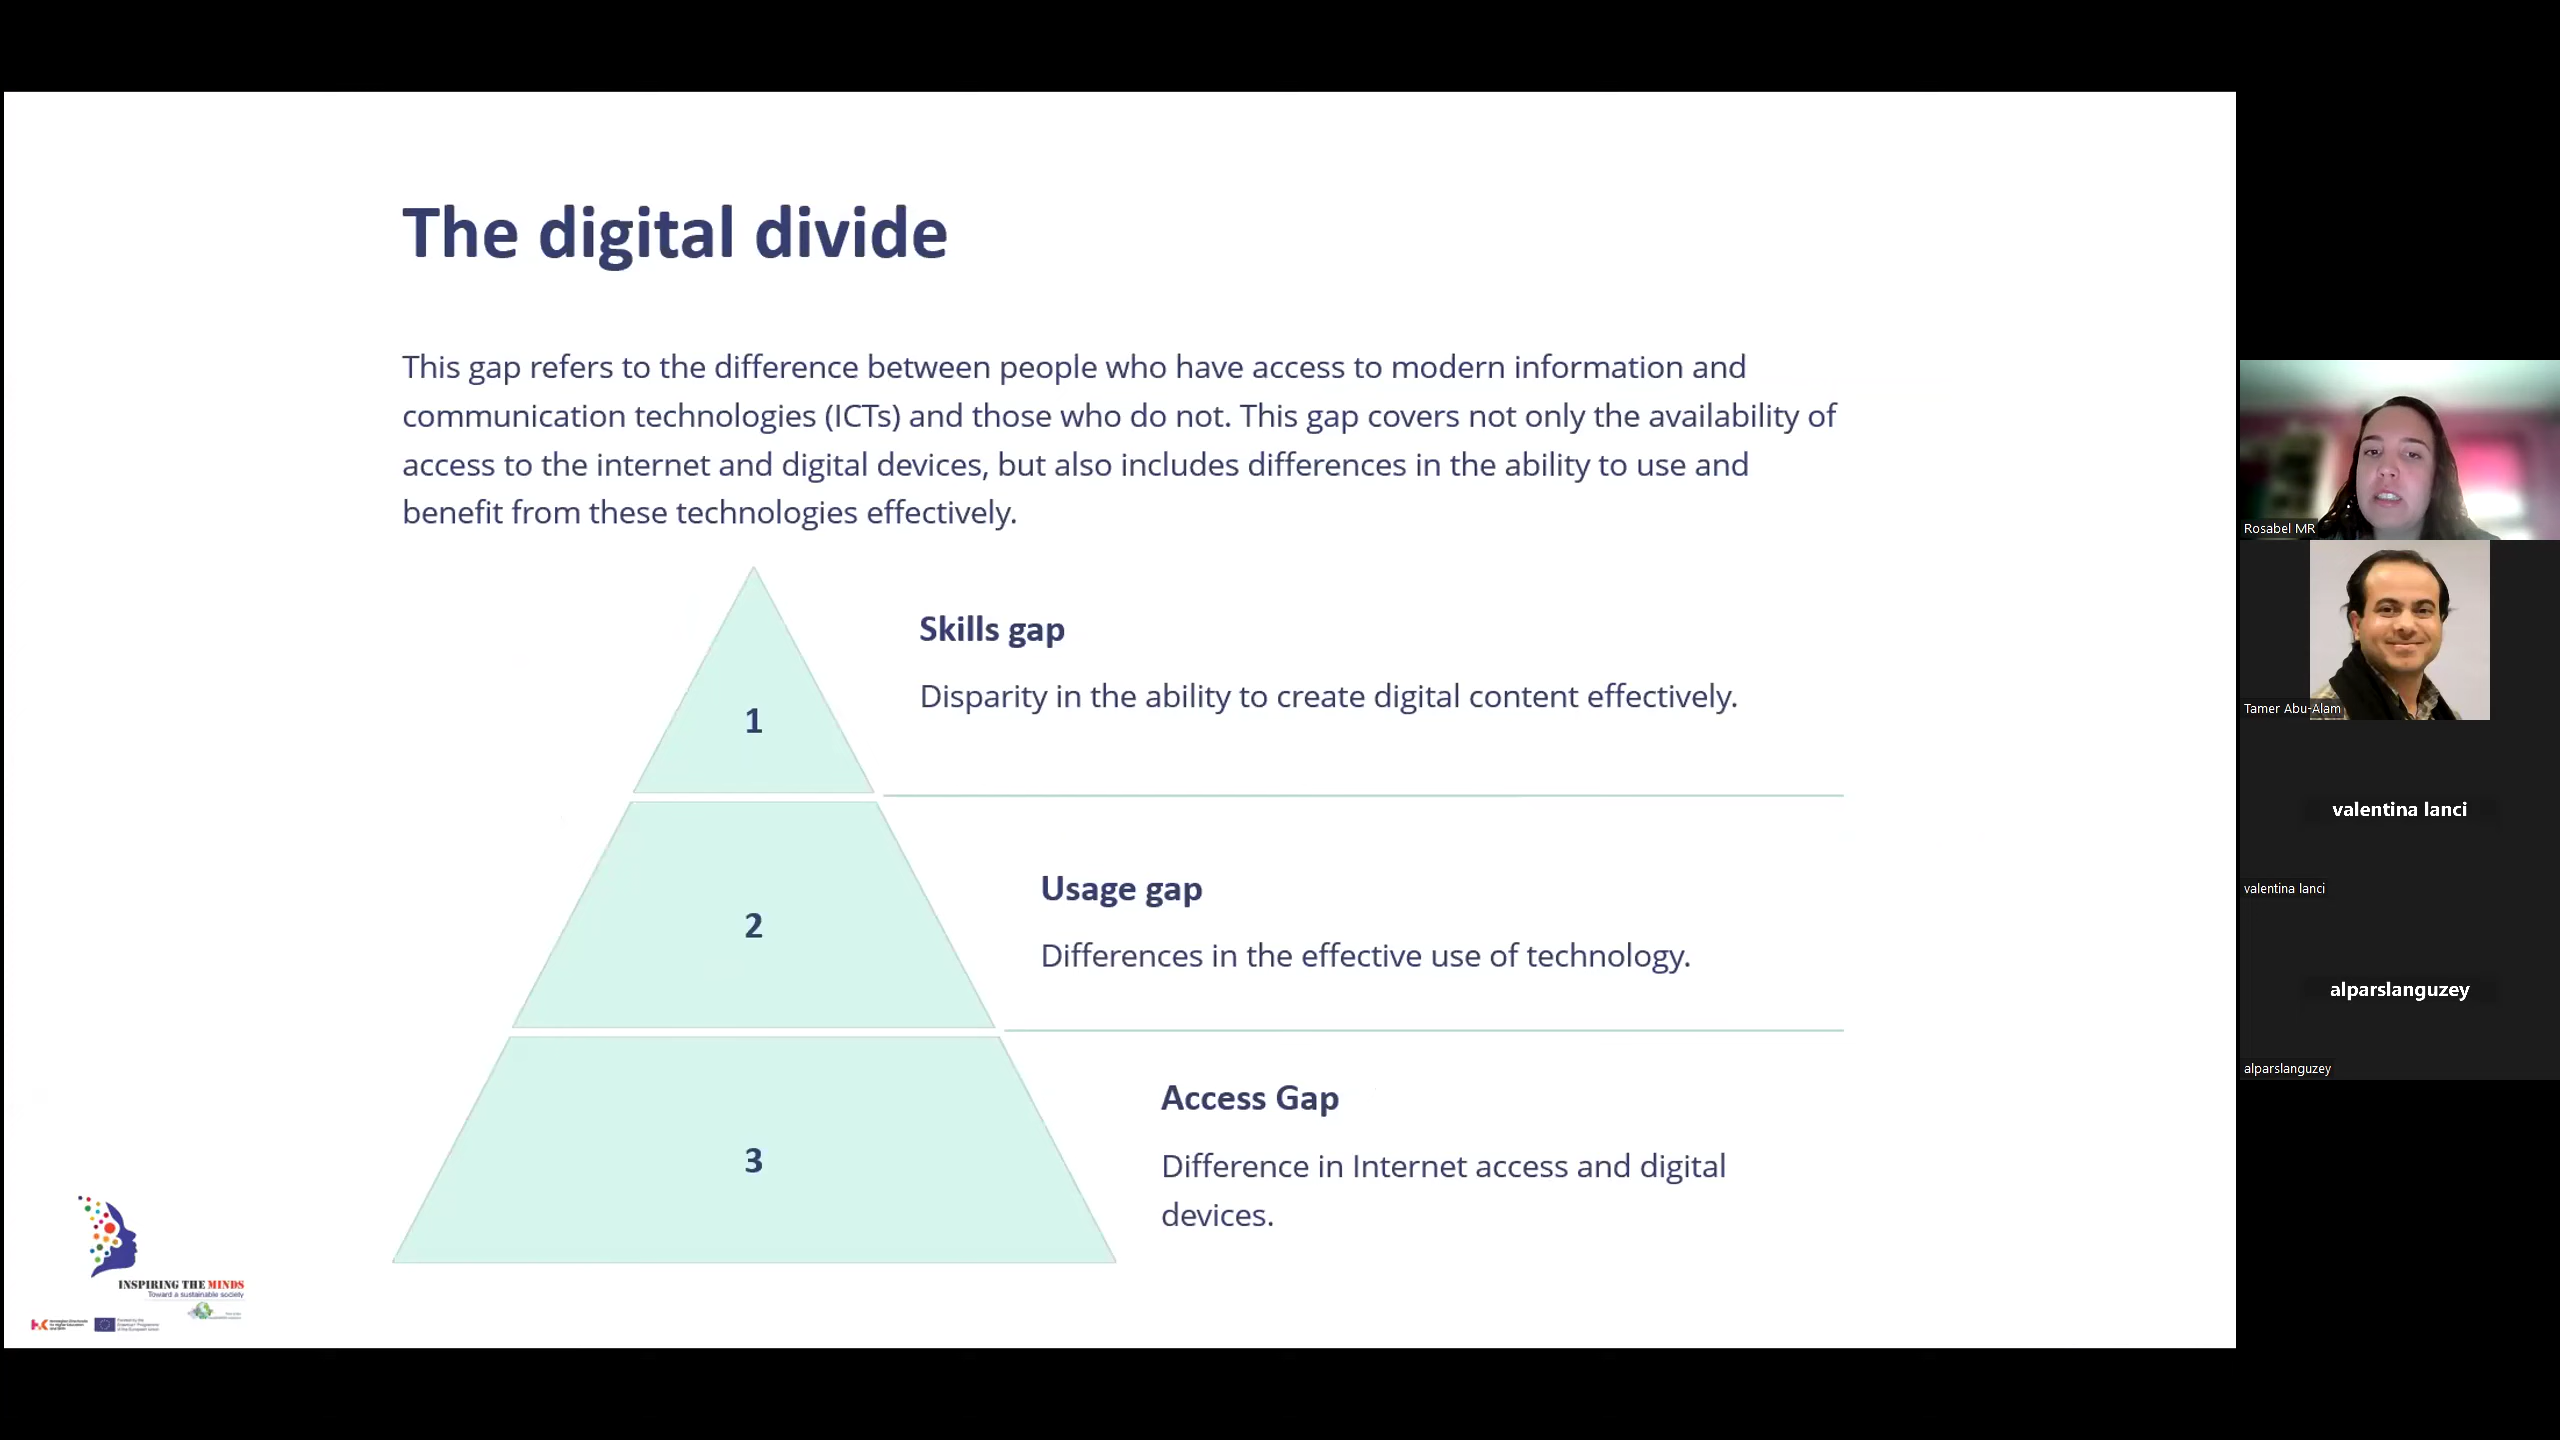 The digital divide
This gap refers to the difference between people who have access to modern information and
communication technologies (ICTs) and those who do not. This gap covers not only the availability of
access to the internet and digital devices, but also includes differences in the ability to use and
benefit from these technologies effectively.
1
Skills gap
Disparity in the ability to create digital content effectively.
2
Usage gap
Differences in the effective use of technology.
3
Access Gap
Difference in Internet access and digital
devices.
INSPIRING THE MINDS
Toward a sustainable society
Rosabel MR
Tamer Abu-Alam
valentina lanci
valentina lanci
alparslanguzey
alparslanguzey